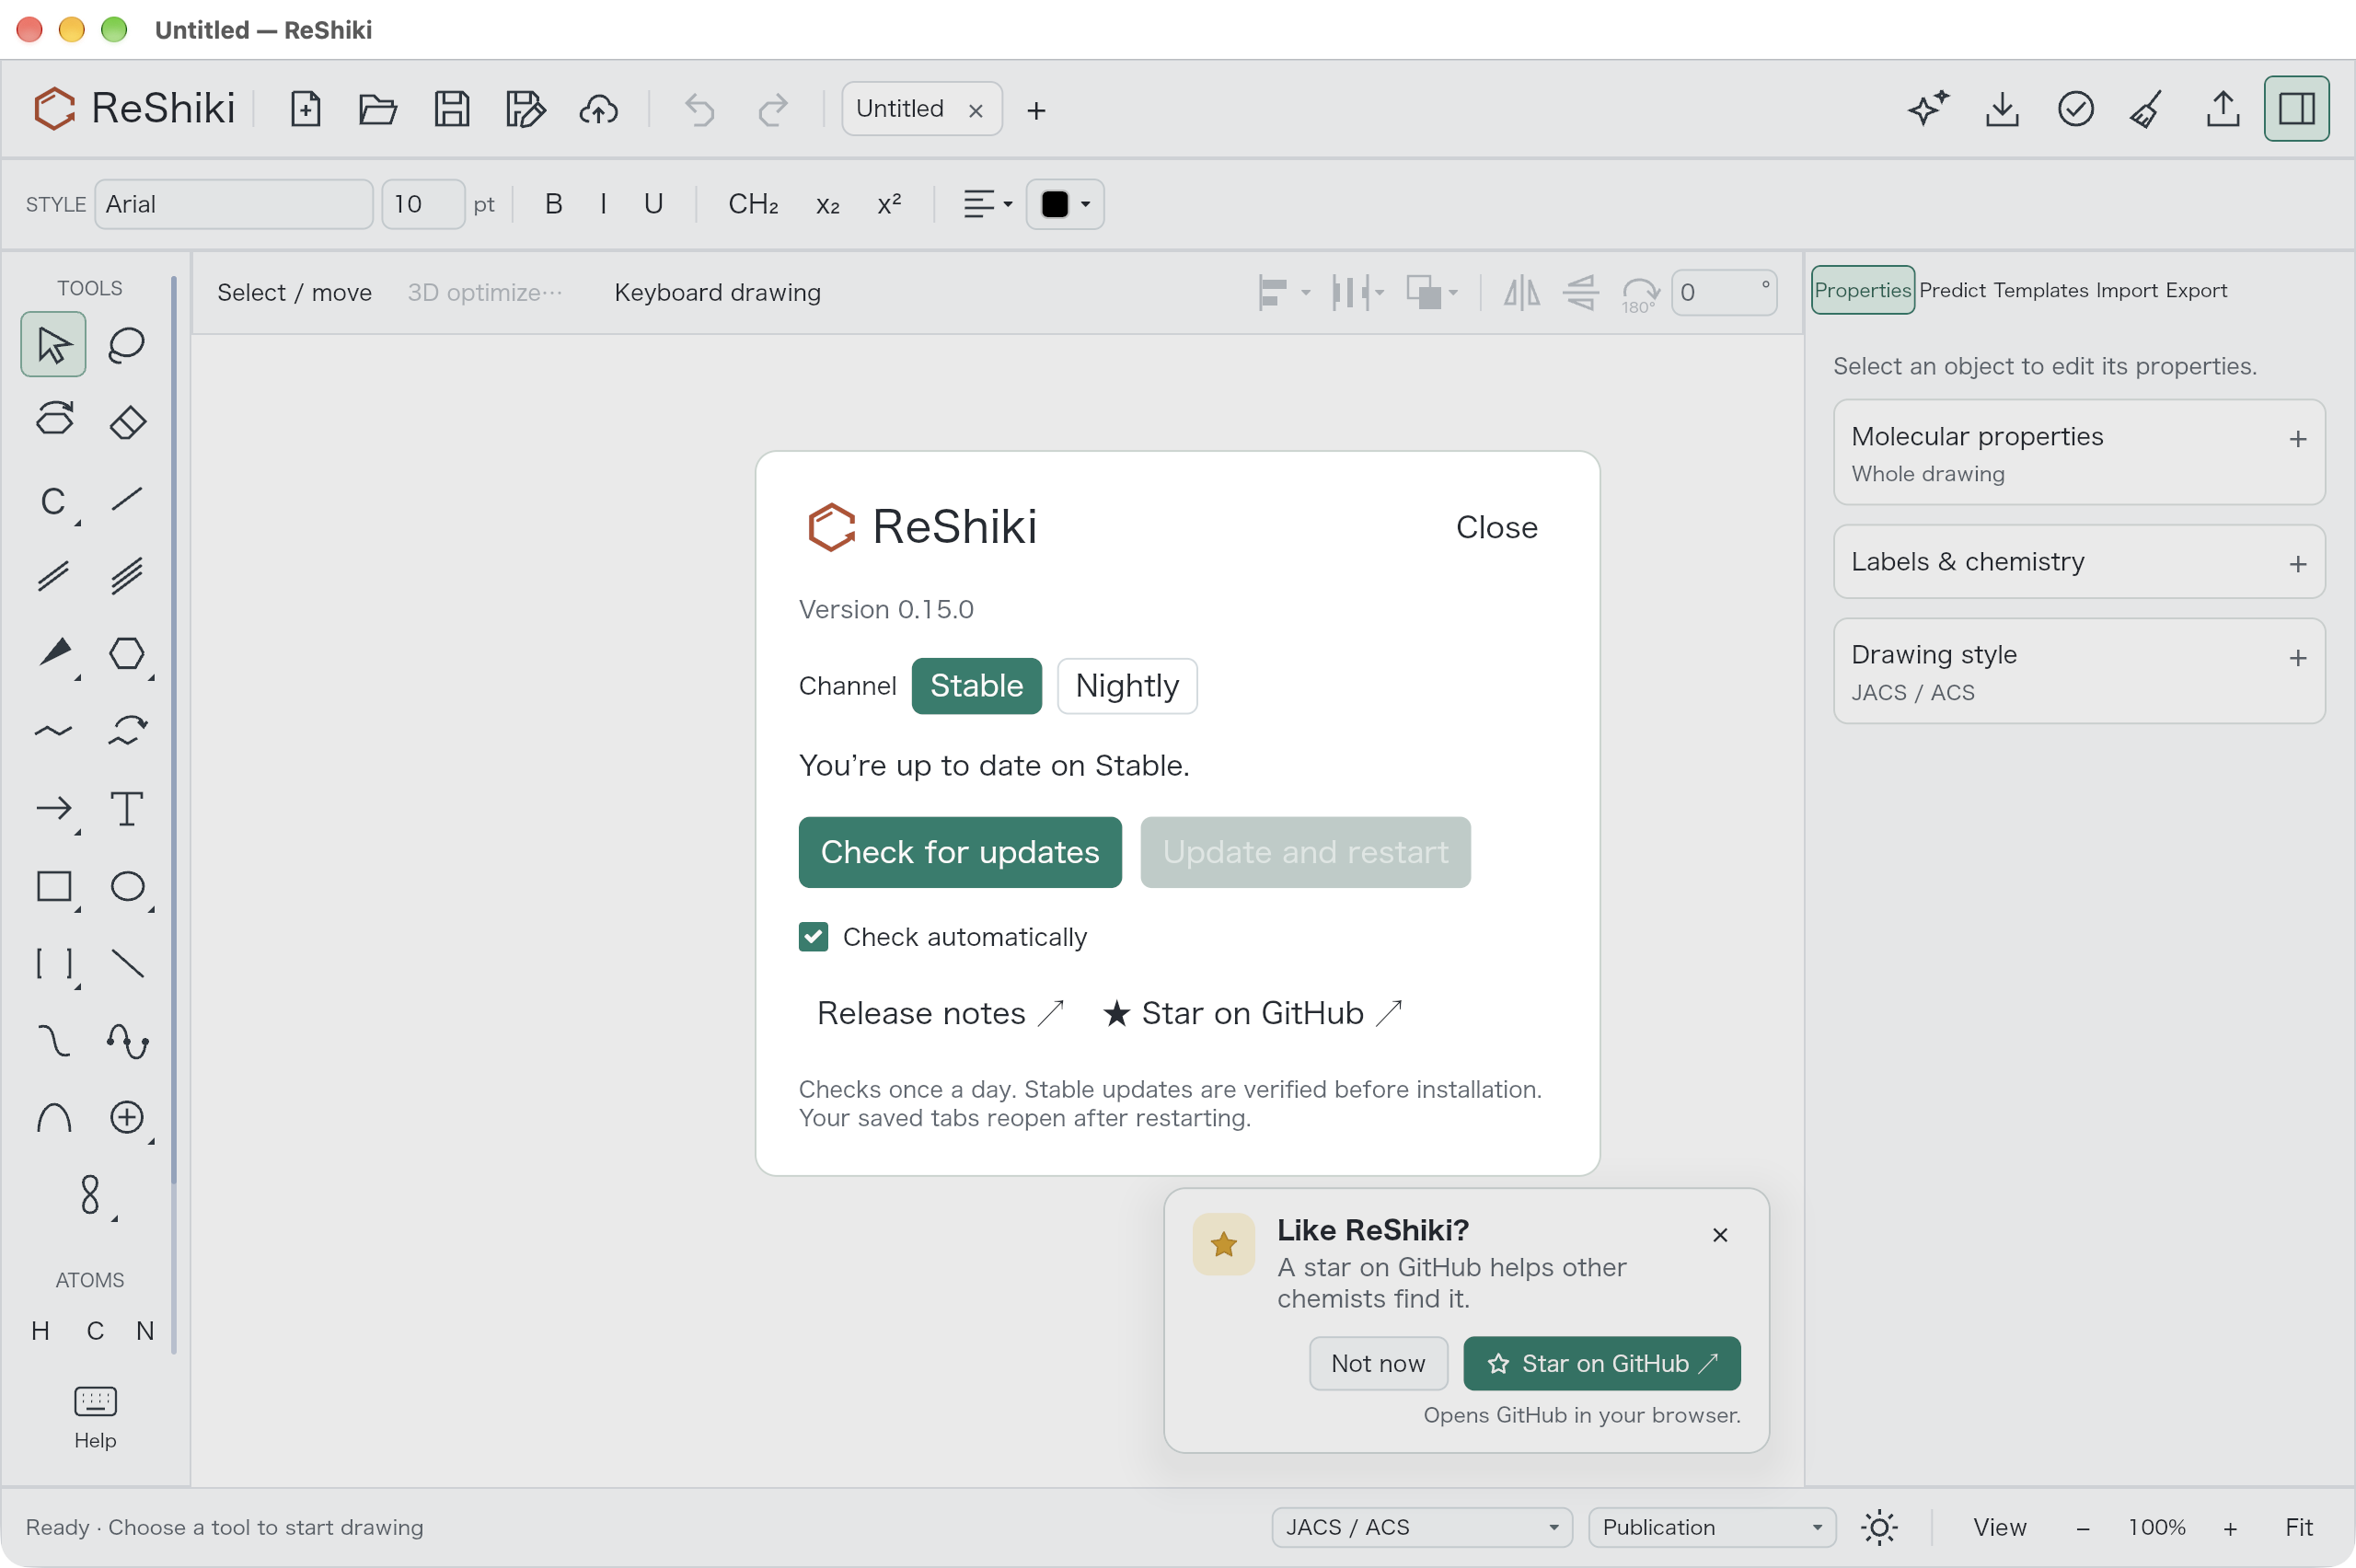 Untitled — ReShiki
ReShiki
Untitled × +
STYLE Arial 10 pt B I U CH₂ x₂ x²
TOOLS
Select / move 3D optimize… Keyboard drawing
180°
0 °
Properties Predict Templates Import Export
Select an object to edit its properties.
Molecular properties +
Whole drawing
Labels & chemistry +
Drawing style +
JACS / ACS
C
T
[ ]
ATOMS
H C N
Help
ReShiki Close
Version 0.15.0
Channel Stable Nightly
You’re up to date on Stable.
Check for updates Update and restart
Check automatically
Release notes ↗ ★ Star on GitHub ↗
Checks once a day. Stable updates are verified before installation.
Your saved tabs reopen after restarting.
Like ReShiki? ×
A star on GitHub helps other
chemists find it.
Not now ☆ Star on GitHub ↗
Opens GitHub in your browser.
Ready · Choose a tool to start drawing
JACS / ACS Publication View − 100% + Fit